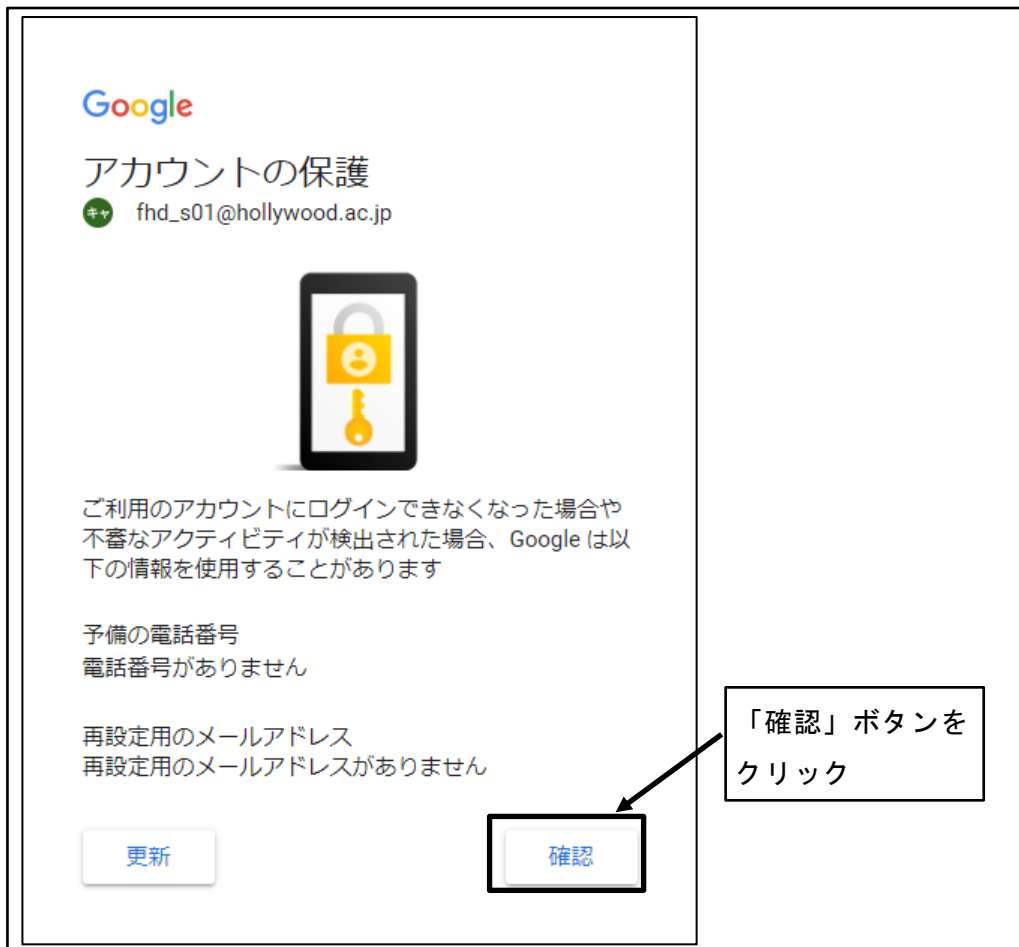 Google
アカウントの保護
キャ fhd_s01@hollywood.ac.jp
ご利用のアカウントにログインできなくなった場合や
不審なアクティビティが検出された場合、Google は以
下の情報を使用することがあります
予備の電話番号
電話番号がありません
再設定用のメールアドレス
再設定用のメールアドレスがありません
「確認」ボタンを
クリック
更新
確認